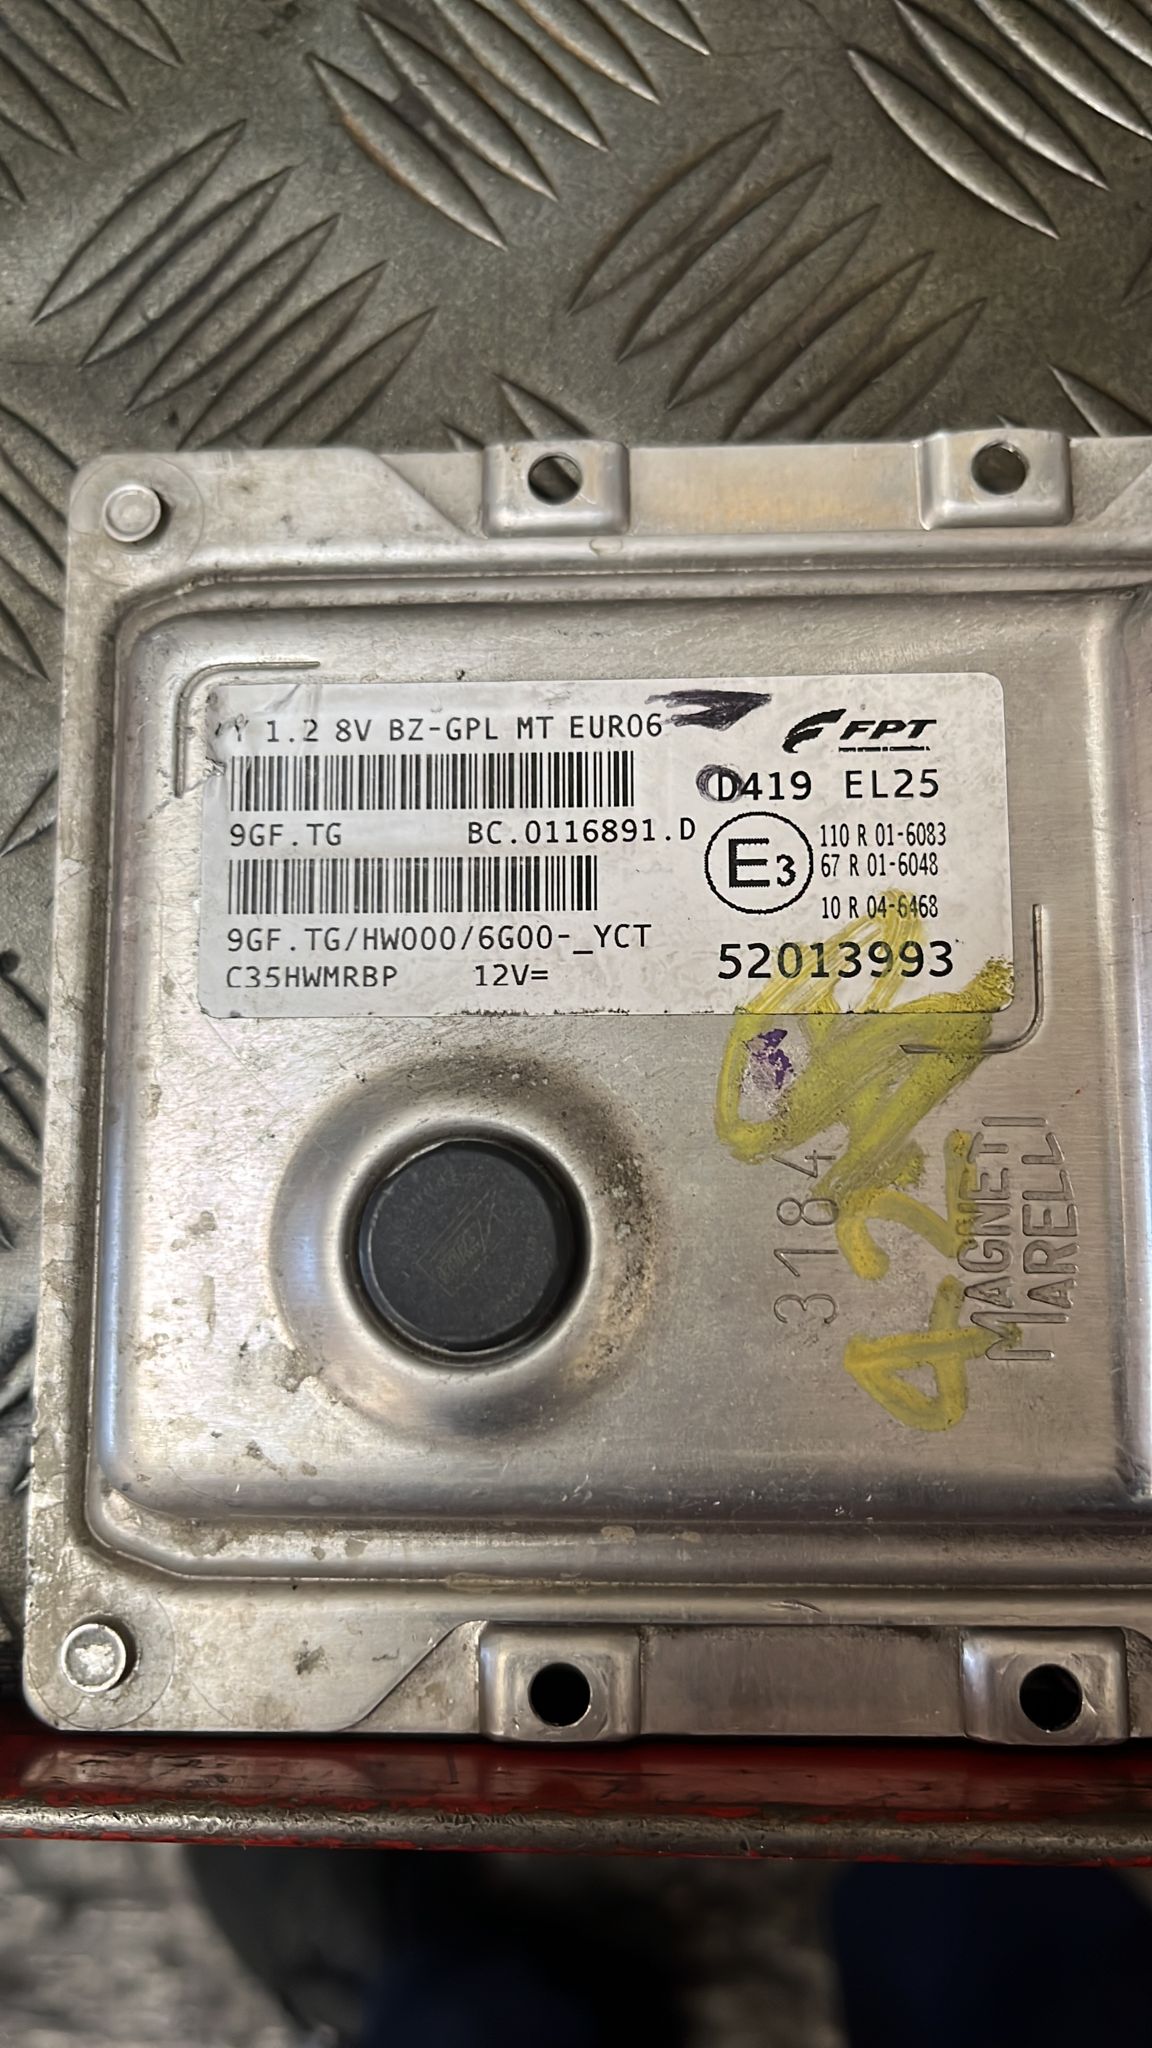 Y 1.2 8V BZ-GPL MT EURO6
FPT
D419 EL25
9GF.TG BC.0116891.D
E3
110 R 01-6083
67 R 01-6048
10 R 04-6468
9GF.TG/HW000/6G00-_YCT
C35HWMRBP 12V=
52013993
3184
MAGNETI
MARELLI